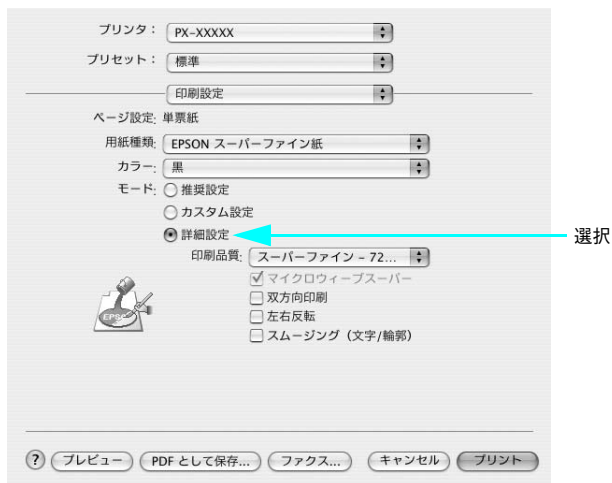 プリンタ： PX-XXXXX
プリセット： 標準
印刷設定
ページ設定: 単票紙
用紙種類: EPSON スーパーファイン紙
カラー: 黒
モード: 推奨設定
カスタム設定
詳細設定 選択
印刷品質: スーパーファイン - 72...
マイクロウィーブスーパー
双方向印刷
左右反転
スムージング（文字/輪郭）
EPSO
? プレビュー PDF として保存... ファクス... キャンセル プリント